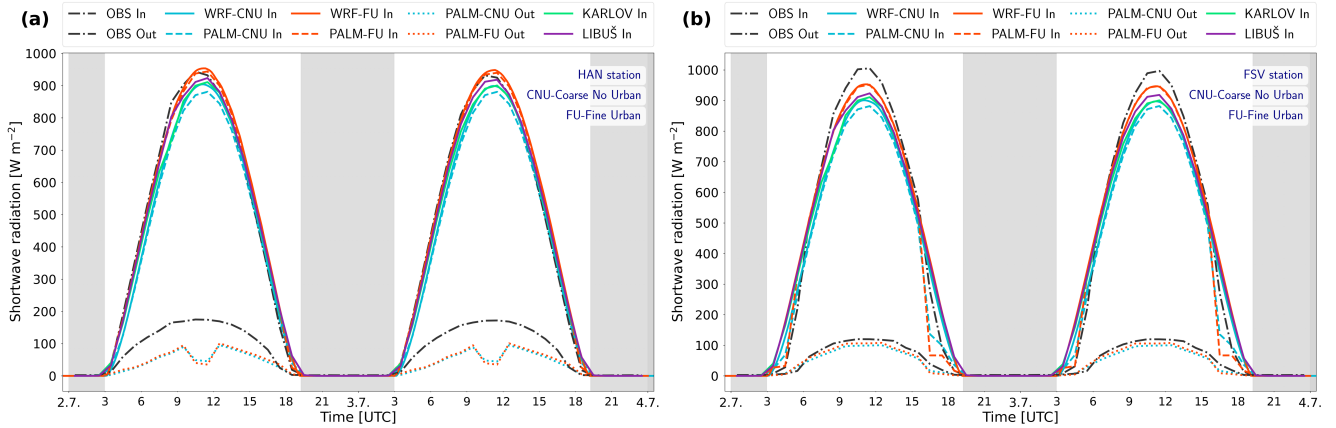 (a)
OBS In WRF-CNU In WRF-FU In PALM-CNU Out KARLOV In
OBS Out PALM-CNU In PALM-FU In PALM-FU Out LIBUŠ In
HAN station
CNU-Coarse No Urban
FU-Fine Urban
Shortwave radiation [W m⁻²]
1000
900
800
700
600
500
400
300
200
100
0
2.7. 3 6 9 12 15 18 21 3.7. 3 6 9 12 15 18 21 4.7.
Time [UTC]
(b)
OBS In WRF-CNU In WRF-FU In PALM-CNU Out KARLOV In
OBS Out PALM-CNU In PALM-FU In PALM-FU Out LIBUŠ In
FSV station
CNU-Coarse No Urban
FU-Fine Urban
Shortwave radiation [W m⁻²]
1000
900
800
700
600
500
400
300
200
100
0
2.7. 3 6 9 12 15 18 21 3.7. 3 6 9 12 15 18 21 4.7.
Time [UTC]